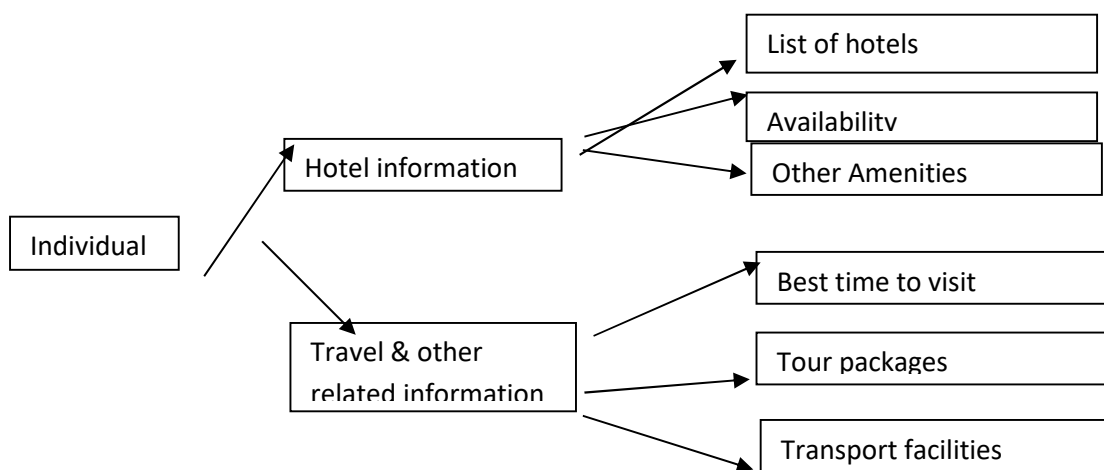 List of hotels
Availability
Hotel information
Other Amenities
Individual
Best time to visit
Travel & other
related information
Tour packages
Transport facilities